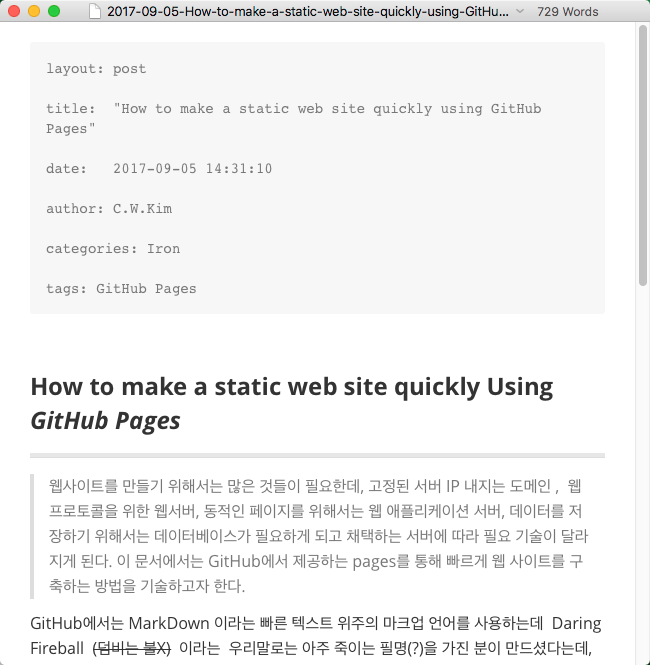 2017-09-05-How-to-make-a-static-web-site-quickly-using-GitHu... 729 Words
layout: post
title: "How to make a static web site quickly using GitHub
Pages"
date: 2017-09-05 14:31:10
author: C.W.Kim
categories: Iron
tags: GitHub Pages
How to make a static web site quickly Using
GitHub Pages
웹사이트를 만들기 위해서는 많은 것들이 필요한데, 고정된 서버 IP 내지는 도메인 , 웹
프로토콜을 위한 웹서버, 동적인 페이지를 위해서는 웹 애플리케이션 서버, 데이터를 저
장하기 위해서는 데이터베이스가 필요하게 되고 채택하는 서버에 따라 필요 기술이 달라
지게 된다. 이 문서에서는 GitHub에서 제공하는 pages를 통해 빠르게 웹 사이트를 구
축하는 방법을 기술하고자 한다.
GitHub에서는 MarkDown 이라는 빠른 텍스트 위주의 마크업 언어를 사용하는데 Daring
Fireball (덤비는 불X) 이라는 우리말로는 아주 죽이는 필명(?)을 가진 분이 만드셨다는데,